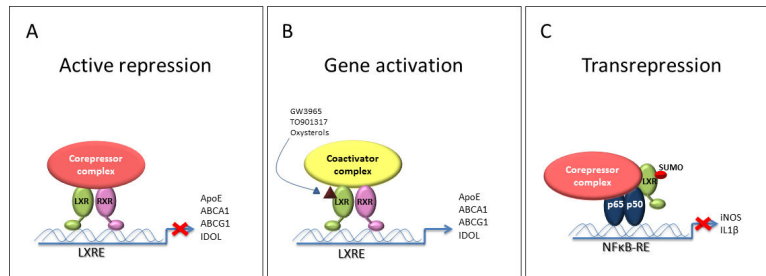 A
Active repression
Corepressor
complex
LXR
RXR
LXRE
ApoE
ABCA1
ABCG1
IDOL
B
Gene activation
GW3965
TO901317
Oxysterols
Coactivator
complex
LXR
RXR
LXRE
ApoE
ABCA1
ABCG1
IDOL
C
Transrepression
Corepressor
complex
SUMO
LXR
p65
p50
NFκB-RE
iNOS
IL1β